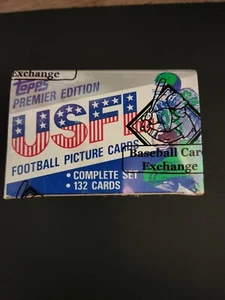 Exchange
Topps
PREMIER EDITION
USFL
FOOTBALL PICTURE CARDS
• COMPLETE SET
• 132 CARDS
Baseball Card
Exchange